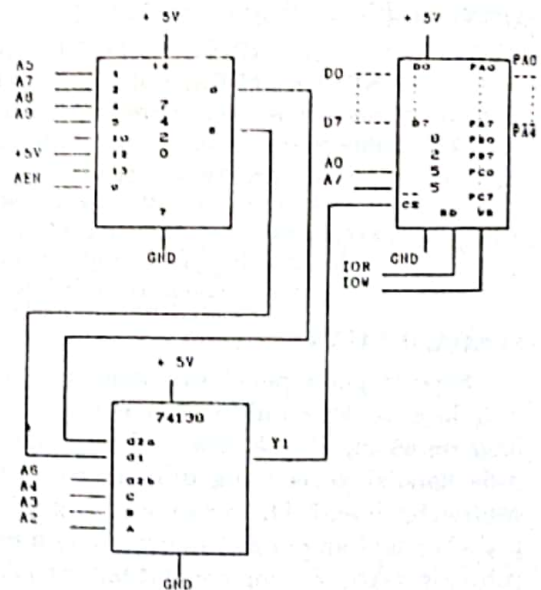 + 5V
+ 5V
A5
A7
A8
A9
+5V
AEN
1
2
4
5
10
12
13
9
14
6
8
7
4
2
0
7
GND
D0
D7
A0
A7
D0
D7
CS
PA0
PA7
PB0
PB7
PC0
PC7
8
2
5
5
RD
WR
PA0
PA4
GND
IOR
IOW
+ 5V
74138
G2a
G1
G2b
C
B
A
Y1
A6
A4
A3
A2
GND